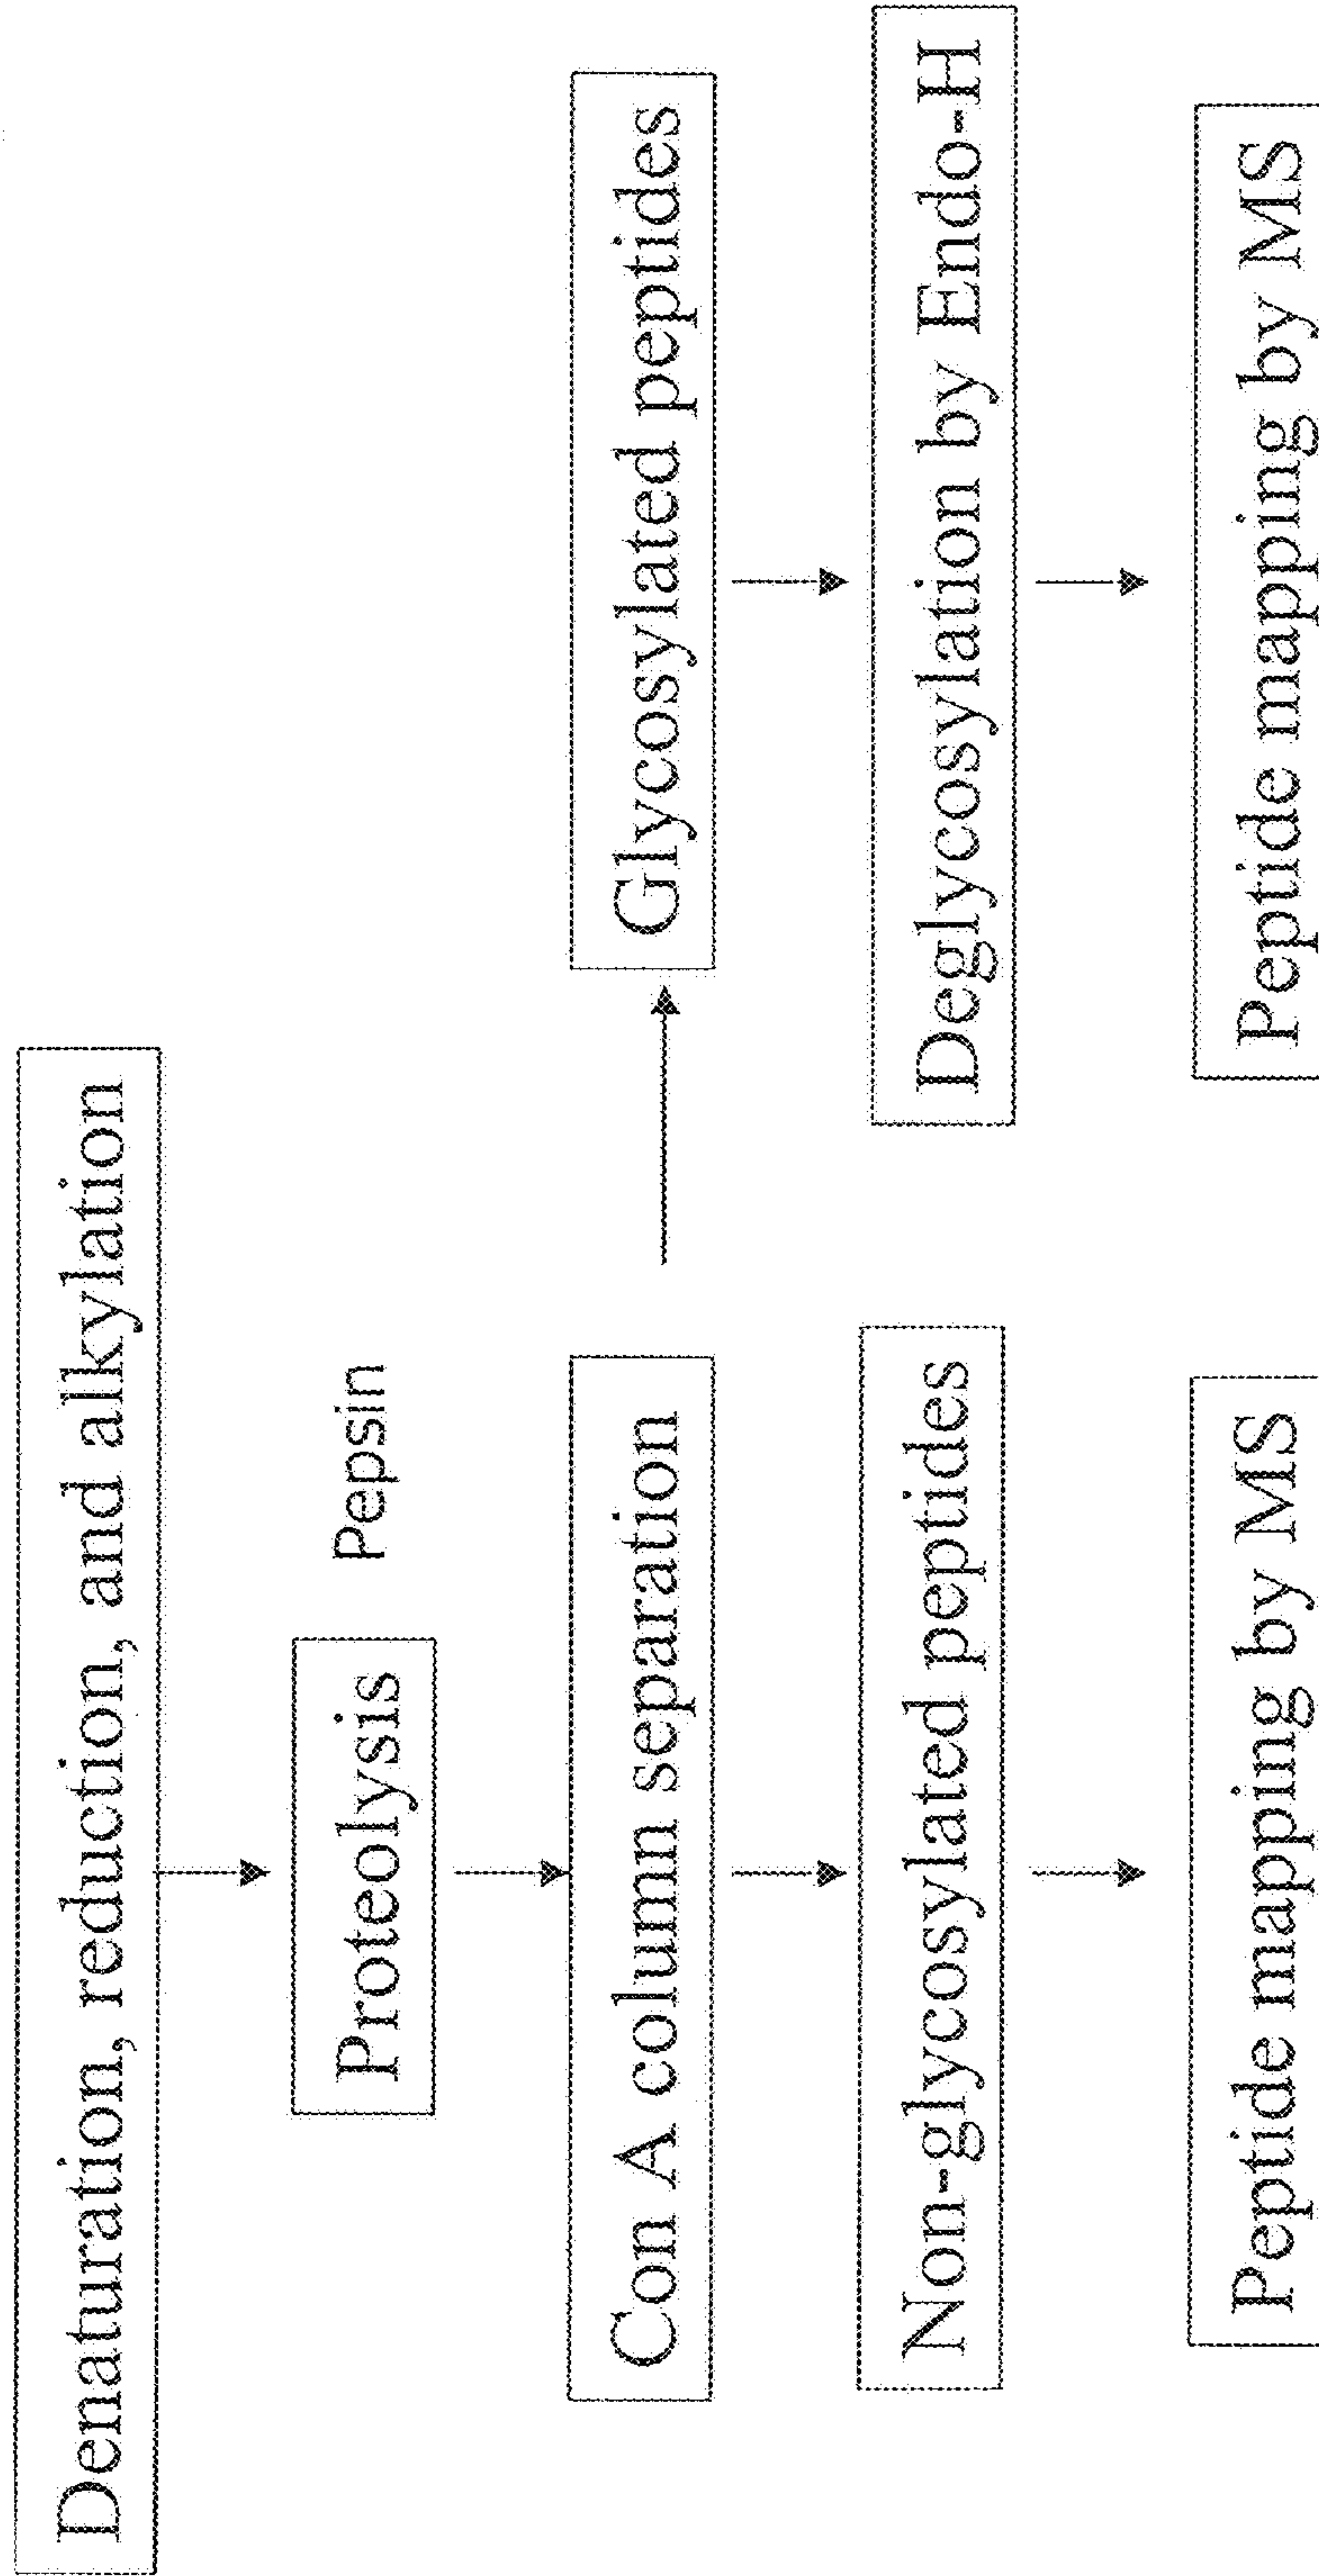 Denaturation, reduction, and alkylation
Proteolysis
Pepsin
Con A column separation
Glycosylated peptides
Non-glycosylated peptides
Deglycosylation by Endo-H
Peptide mapping by MS
Peptide mapping by MS